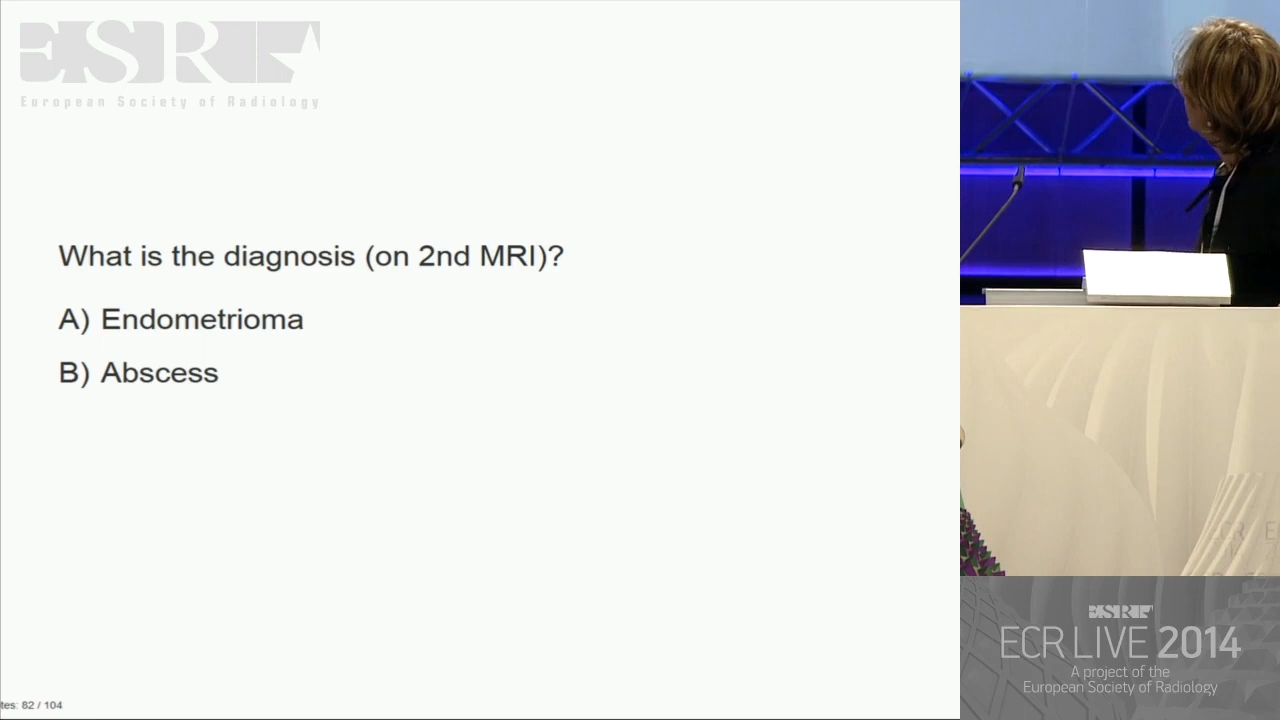 ESR
European Society of Radiology
What is the diagnosis (on 2nd MRI)?
A) Endometrioma
B) Abscess
tes: 82 / 104
ESR
ECR LIVE 2014
A project of the
European Society of Radiology